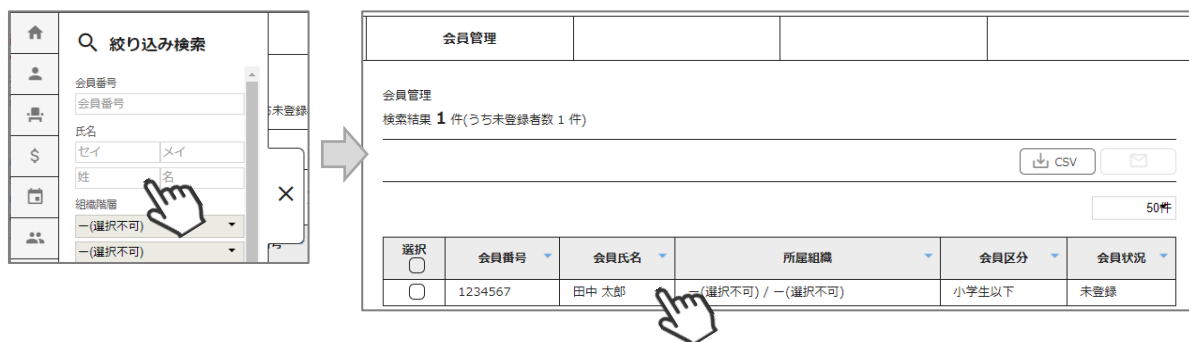 絞り込み検索
会員番号
会員番号
氏名
セイ メイ
姓 名
組織階層
ー(選択不可)
ー(選択不可)
未登録
会員管理
会員管理
検索結果 1 件(うち未登録者数 1 件)
CSV
50件
選択 会員番号 会員氏名 所属組織 会員区分 会員状況
1234567 田中 太郎 ー(選択不可) / ー(選択不可) 小学生以下 未登録